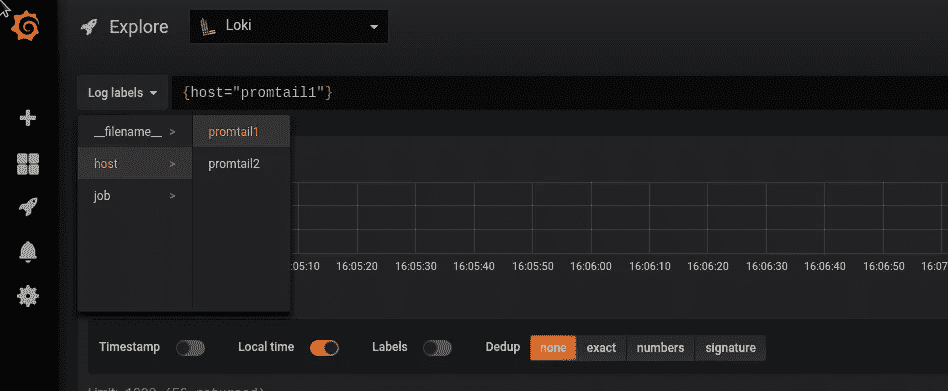 Explore Loki
Log labels {host="promtail1"}
__filename__ > promtail1
host > promtail2
job >
:05:10 16:05:20 16:05:30 16:05:40 16:05:50 16:06:00 16:06:10 16:06:20 16:06:30 16:06:40 16:06:50 16:07
Timestamp Local time Labels Dedup none exact numbers signature